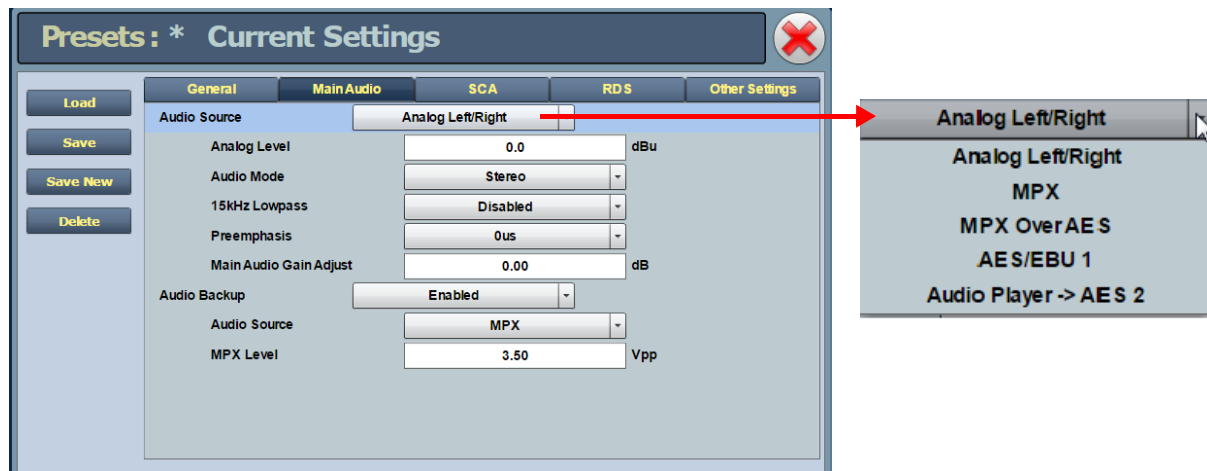 Presets: * Current Settings
Load
Save
Save New
Delete
General Main Audio SCA RDS Other Settings
Audio Source Analog Left/Right
Analog Level 0.0 dBu
Audio Mode Stereo
15kHz Lowpass Disabled
Preemphasis 0us
Main Audio Gain Adjust 0.00 dB
Audio Backup Enabled
Audio Source MPX
MPX Level 3.50 Vpp
Analog Left/Right
Analog Left/Right
MPX
MPX Over AES
AES/EBU 1
Audio Player -> AES 2